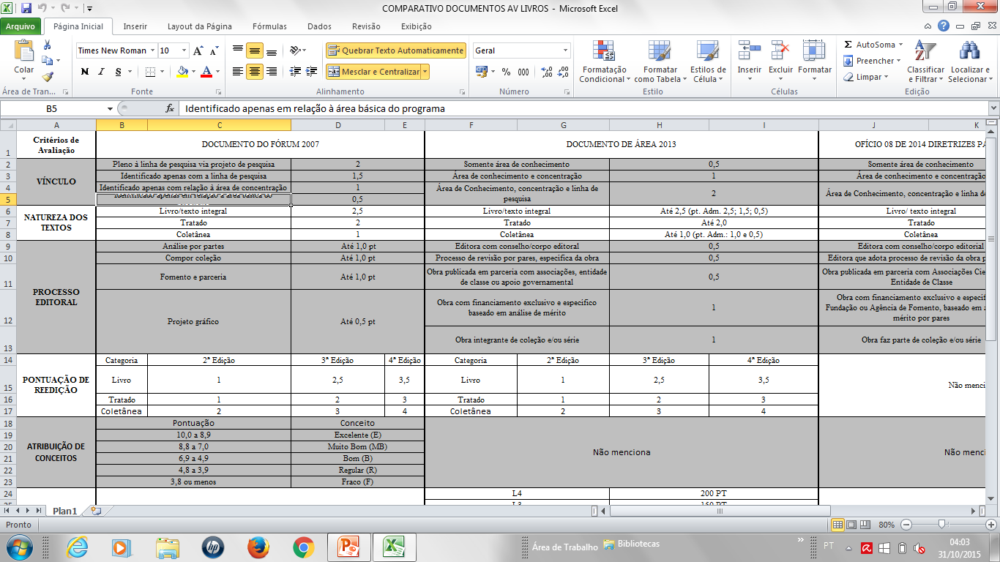 COMPARATIVO DOCUMENTOS AV LIVROS - Microsoft Excel
Arquivo Página Inicial Inserir Layout da Página Fórmulas Dados Revisão Exibição
Times New Roman 10 Quebrar Texto Automaticamente Geral Σ AutoSoma
Colar N I S Mesclar e Centralizar % 000 Formatação Condicional Formatar como Tabela Estilos de Célula Inserir Excluir Formatar Preencher Limpar Classificar e Filtrar Localizar e Selecionar
Área de Tran... Fonte Alinhamento Número Estilo Células Edição
B5 fx Identificado apenas em relação à área básica do programa
A B C D E F G H I J K
1 Critérios de Avaliação DOCUMENTO DO FÓRUM 2007 DOCUMENTO DE ÁREA 2013 OFÍCIO 08 DE 2014 DIRETRIZES PA
VÍNCULO
2 Pleno à linha de pesquisa via projeto de pesquisa 2 Somente área de conhecimento 0,5 Somente área de conhecimento
3 Identificado apenas com a linha de pesquisa 1,5 Área de conhecimento e concentração 1 Área de conhecimento e concentração
4 Identificado apenas com relação à área de concentração 1 Área de Conhecimento, concentração e linha de pesquisa 2 Área de Conhecimento, concentração e linha de
5 Identificado apenas em relação à área básica do 0,5
NATUREZA DOS TEXTOS
6 Livro/texto integral 2,5 Livro/texto integral Até 2,5 (pt. Adm. 2,5; 1,5; 0,5) Livro/ texto integral
7 Tratado 2 Tratado Até 2,0 Tratado
8 Coletânea 1 Coletânea Até 1,0 (pt. Adm.: 1,0 e 0,5) Coletânea
PROCESSO EDITORAL
9 Análise por partes Até 1,0 pt Editora com conselho/corpo editoral 0,5 Editora com conselho/corpo editoral
10 Compor coleção Até 1,0 pt Processo de revisão por pares, especifica da obra 0,5 Editora que adota processo de revisão da obra p
11 Fomento e parceria Até 1,0 pt Obra publicada em parceria com associações, entidade de classe ou apoio governamental 0,5 Obra publicada em parceria com Associações Cie Entidade de Classe
12 Projeto gráfico Até 0,5 pt Obra com financiamento exclusivo e especifico baseado em análise de mérito 1 Obra com financiamento exclusivo e especif Fundação ou Agência de Fomento, baseado em a mérito por pares
13 Obra integrante de coleção e/ou série 1 Obra faz parte de coleção e/ou série
PONTUAÇÃO DE REEDIÇÃO
14 Categoria 2ª Edição 3ª Edição 4ª Edição Categoria 2ª Edição 3ª Edição 4ª Edição
15 Livro 1 2,5 3,5 Livro 1 2,5 3,5 Não menci
16 Tratado 1 2 3 Tratado 1 2 3
17 Coletânea 2 3 4 Coletânea 2 3 4
ATRIBUIÇÃO DE CONCEITOS
18 Pontuação Conceito
19 10,0 a 8,9 Excelente (E)
20 8,8 a 7,0 Muito Bom (MB) Não menciona Não menci
21 6,9 a 4,9 Bom (B)
22 4,8 a 3,9 Regular (R)
23 3,8 ou menos Fraco (F)
24 L4 200 PT
25 L3 150 PT
Plan1
Pronto 80%
hp Área de Trabalho Bibliotecas PT 04:03
31/10/2015